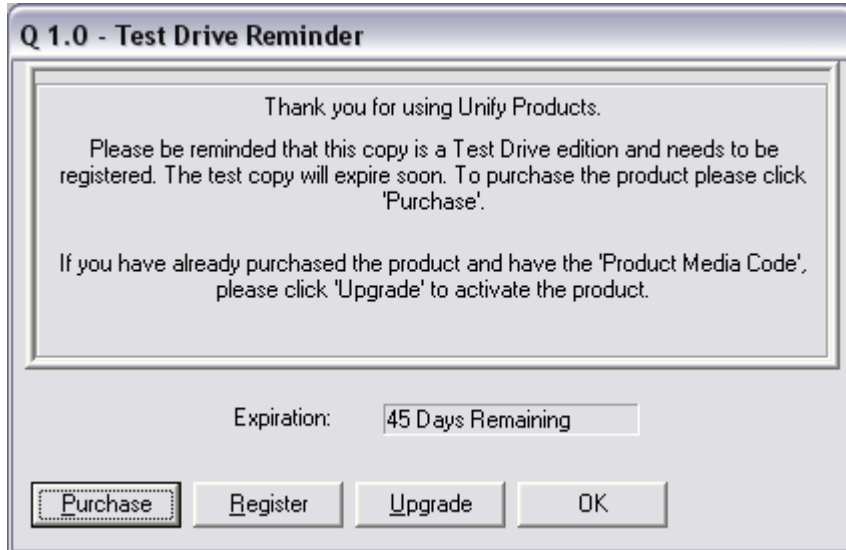 Q 1.0 - Test Drive Reminder
Thank you for using Unify Products.
Please be reminded that this copy is a Test Drive edition and needs to be
registered. The test copy will expire soon. To purchase the product please click
'Purchase'.
If you have already purchased the product and have the 'Product Media Code',
please click 'Upgrade' to activate the product.
Expiration: 45 Days Remaining
Purchase Register Upgrade OK